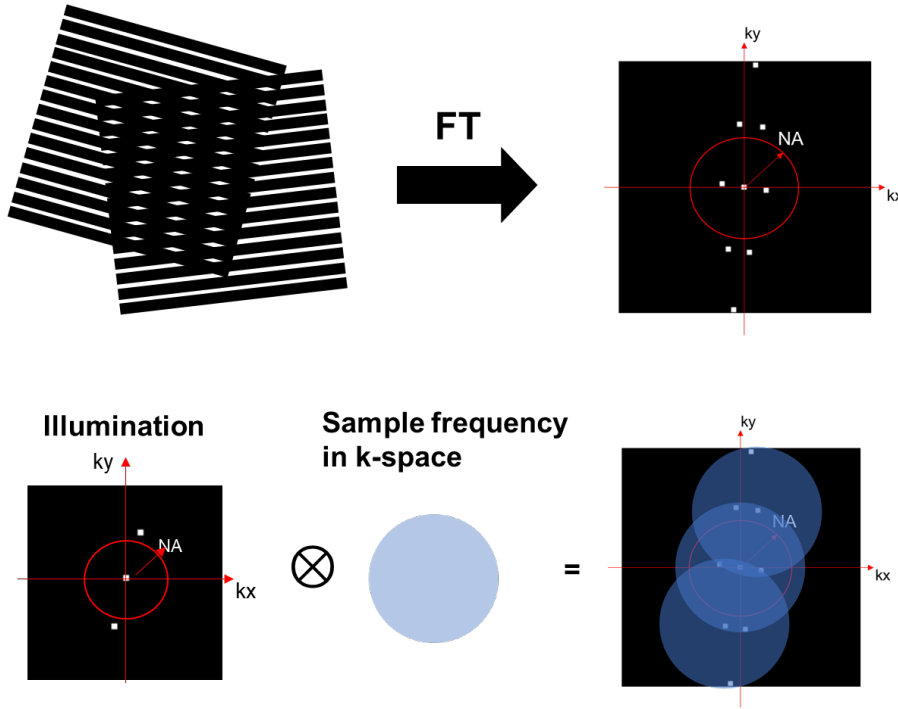 ky
FT
NA
kx
Illumination
Sample frequency
in k-space
ky
NA
kx
=
ky
NA
kx